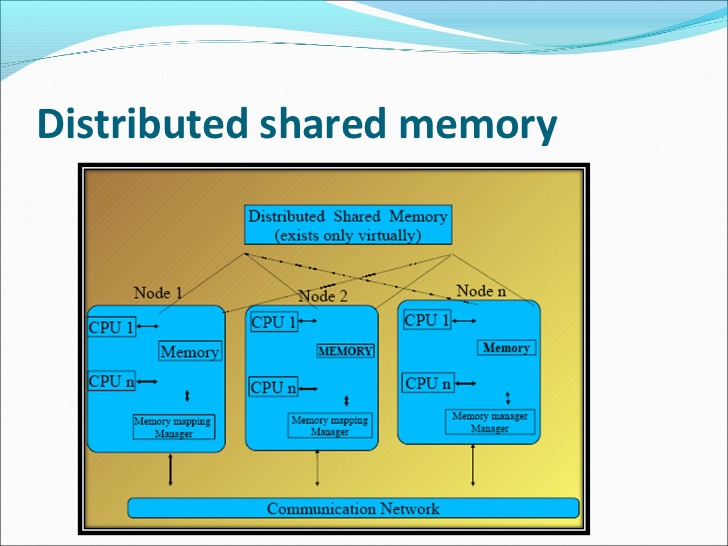 Distributed shared memory
Distributed Shared Memory
(exists only virtually)
Node 1
Node 2
Node n
CPU 1
Memory
CPU n
Memory mapping
Manager
CPU 1
MEMORY
CPU n
Memory mapping
Manager
CPU 1
Memory
CPU n
Memory manager
Manager
Communication Network